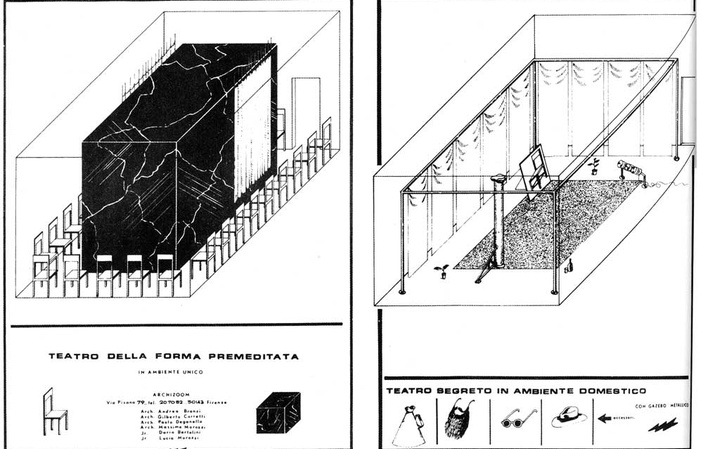 TEATRO DELLA FORMA PREMEDITATA
IN AMBIENTE UNICO
ARCHIZOOM
Via Pisana 79, tel. 207082 50143 Firenze
Arch Andrea Branzi
Arch Gilberto Corretti
Arch Paolo Deganello
Arch Massimo Morozzi
Dario Bartolini
Lucia Morozzi
TEATRO SEGRETO IN AMBIENTE DOMESTICO
CON GAZEBO METALLICO